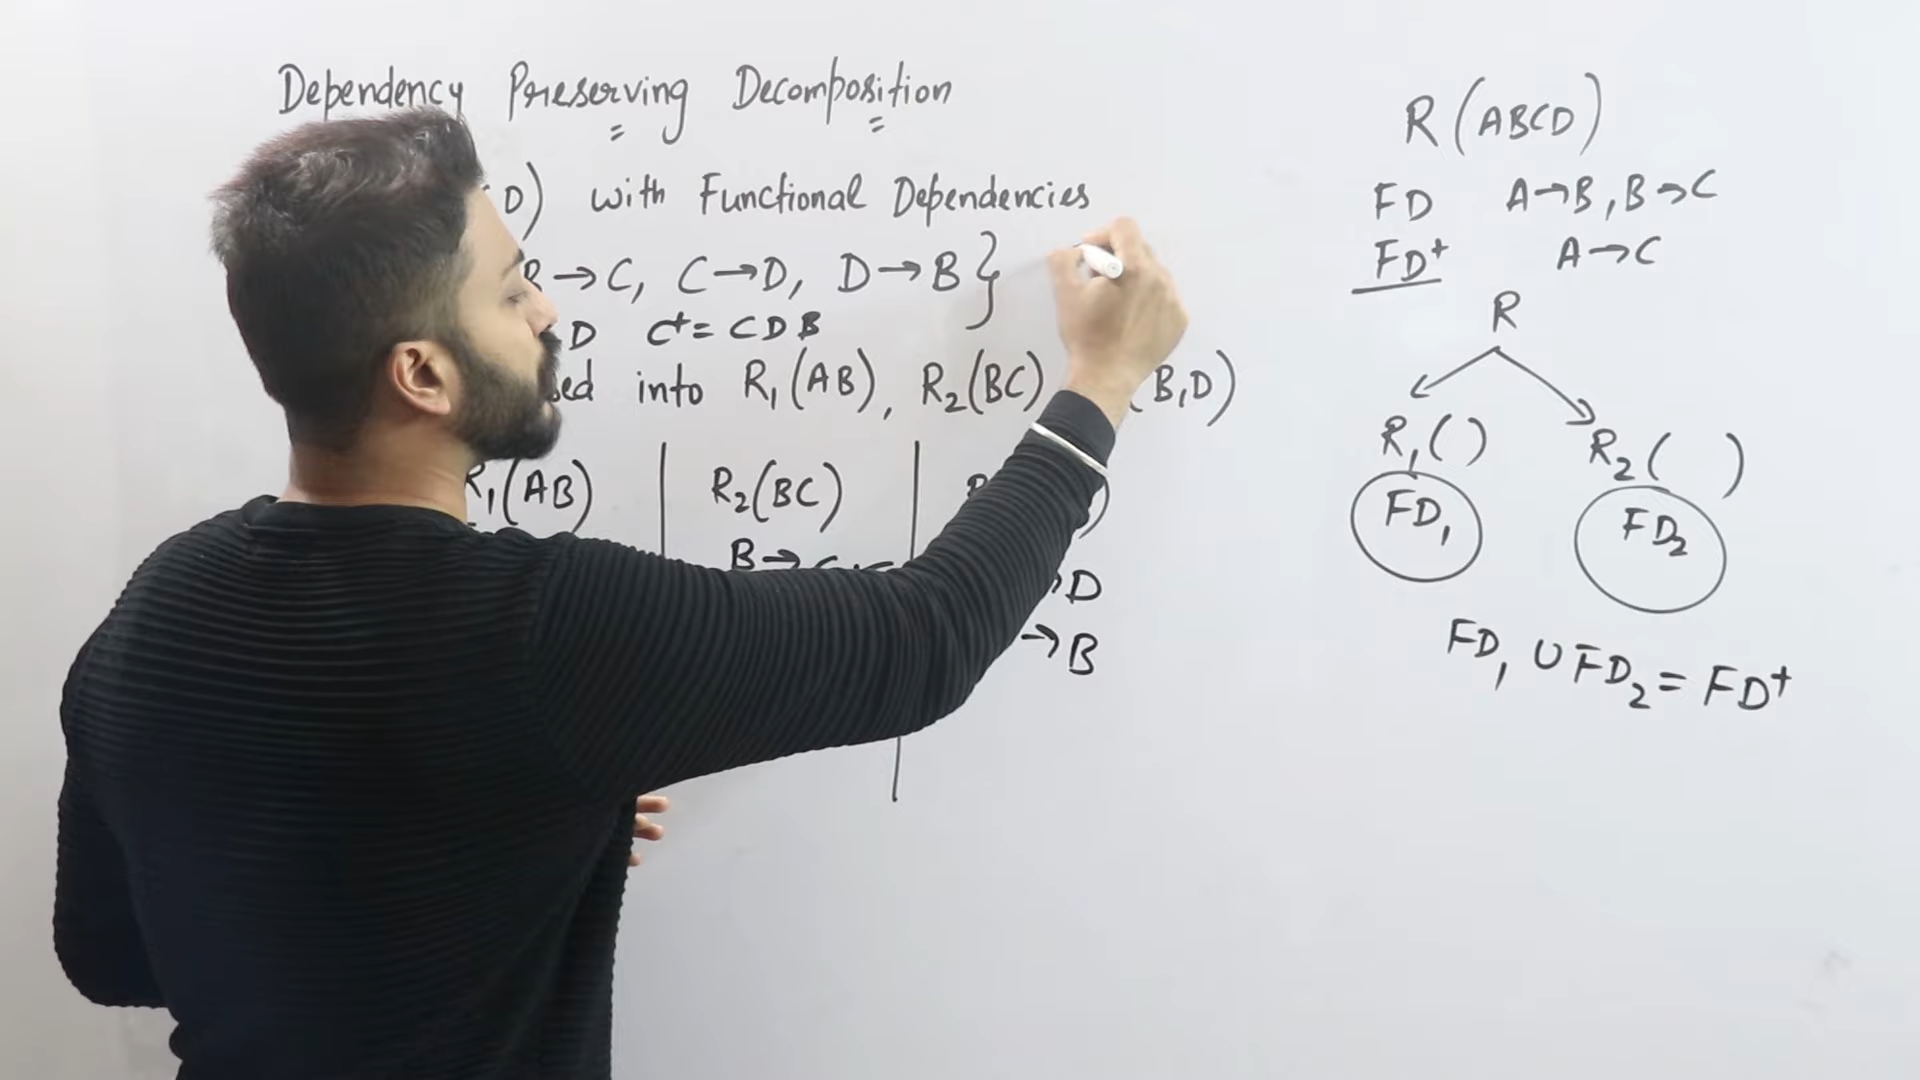 Dependency Preserving Decomposition
D) with Functional Dependencies
B→C, C→D, D→B}
D C⁺= CDB
sed into R₁(AB), R₂(BC) (B,D)
R₁(AB) R₂(BC)
B→
→D
→B
R(ABCD)
FD A→B, B→C
FD⁺ A→C
R
R₁( ) R₂( )
FD₁ FD₂
FD₁ ∪ FD₂ = FD⁺